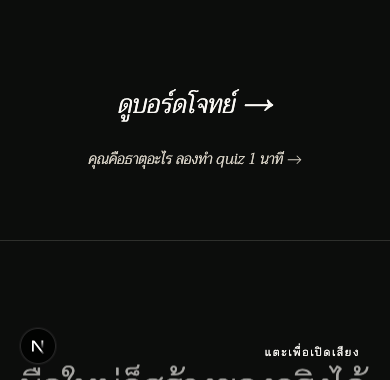 ดูบอร์ดโจทย์ →
คุณคือธาตุอะไร ลองทำ quiz 1 นาที →
N
แตะเพื่อเปิดเสียง